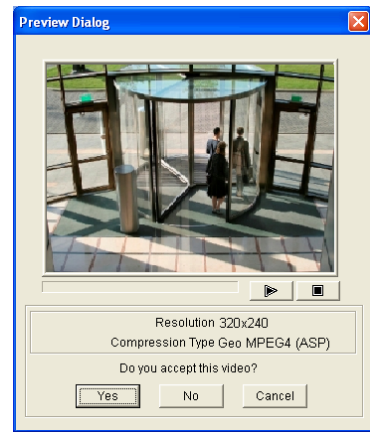 Preview Dialog
Resolution 320x240
Compression Type Geo MPEG4 (ASP)
Do you accept this video?
Yes No Cancel